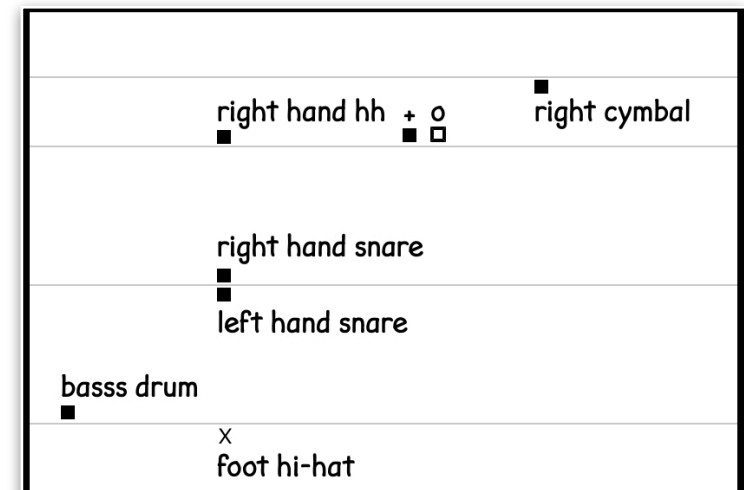 right hand hh + o
right cymbal
right hand snare
left hand snare
basss drum
x
foot hi-hat